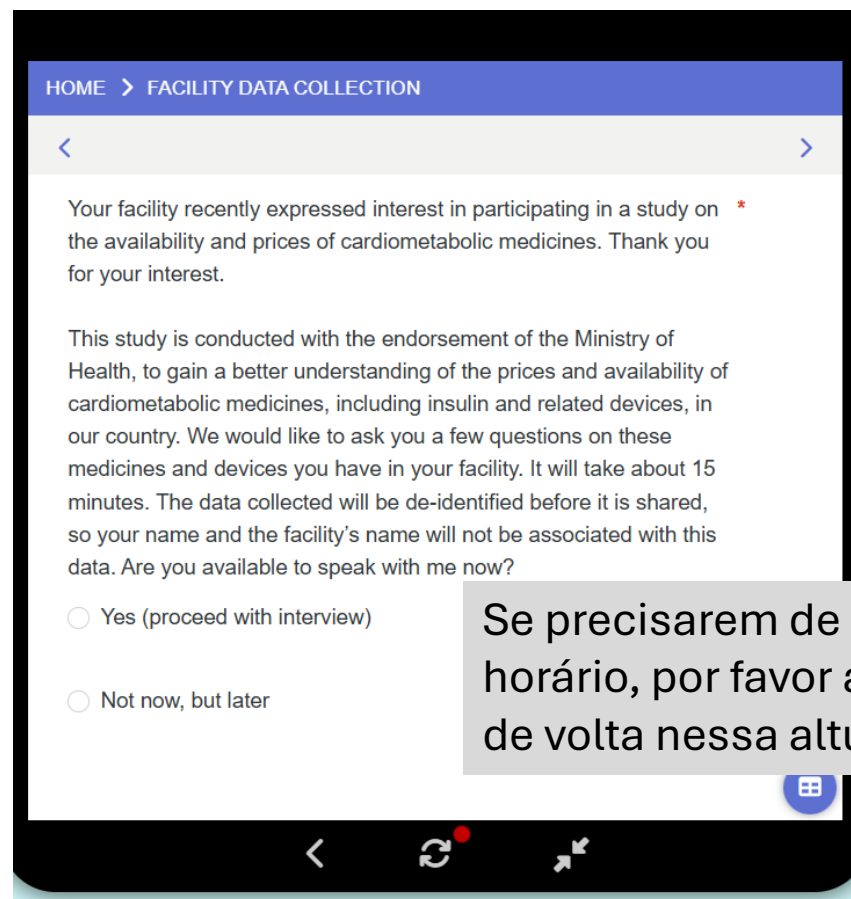 HOME > FACILITY DATA COLLECTION
Your facility recently expressed interest in participating in a study on *
the availability and prices of cardiometabolic medicines. Thank you
for your interest.
This study is conducted with the endorsement of the Ministry of
Health, to gain a better understanding of the prices and availability of
cardiometabolic medicines, including insulin and related devices, in
our country. We would like to ask you a few questions on these
medicines and devices you have in your facility. It will take about 15
minutes. The data collected will be de-identified before it is shared,
so your name and the facility’s name will not be associated with this
data. Are you available to speak with me now?
Yes (proceed with interview)
Not now, but later
Se precisarem de
horário, por favor
de volta nessa